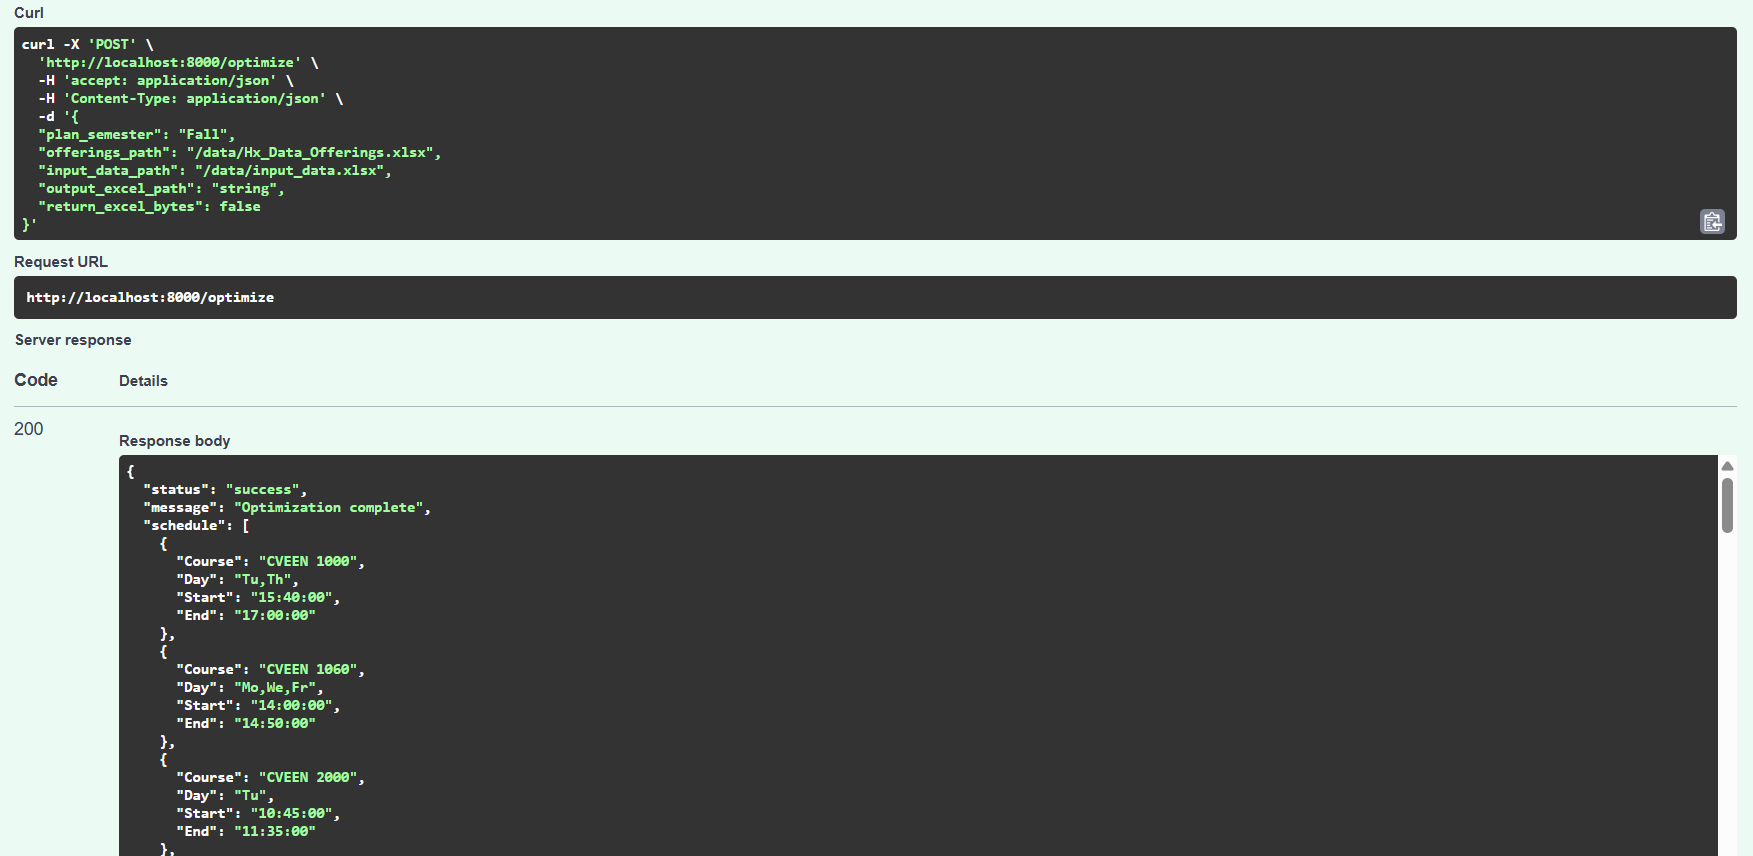 Curl
curl -X 'POST' \
  'http://localhost:8000/optimize' \
  -H 'accept: application/json' \
  -H 'Content-Type: application/json' \
  -d '{
  "plan_semester": "Fall",
  "offerings_path": "/data/Hx_Data_Offerings.xlsx",
  "input_data_path": "/data/input_data.xlsx",
  "output_excel_path": "string",
  "return_excel_bytes": false
}'
Request URL
http://localhost:8000/optimize
Server response
Code Details
200
Response body
{
  "status": "success",
  "message": "Optimization complete",
  "schedule": [
    {
      "Course": "CVEEN 1000",
      "Day": "Tu,Th",
      "Start": "15:40:00",
      "End": "17:00:00"
    },
    {
      "Course": "CVEEN 1060",
      "Day": "Mo,We,Fr",
      "Start": "14:00:00",
      "End": "14:50:00"
    },
    {
      "Course": "CVEEN 2000",
      "Day": "Tu",
      "Start": "10:45:00",
      "End": "11:35:00"
    },